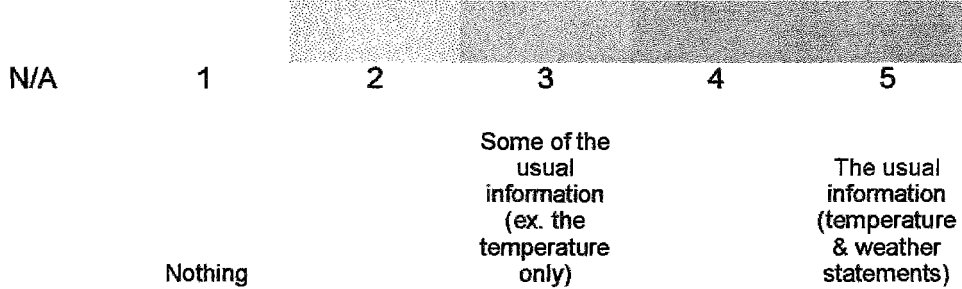 N/A 1 2 3 4 5
Some of the
usual
information
(ex. the
temperature
only)
The usual
information
(temperature
& weather
statements)
Nothing